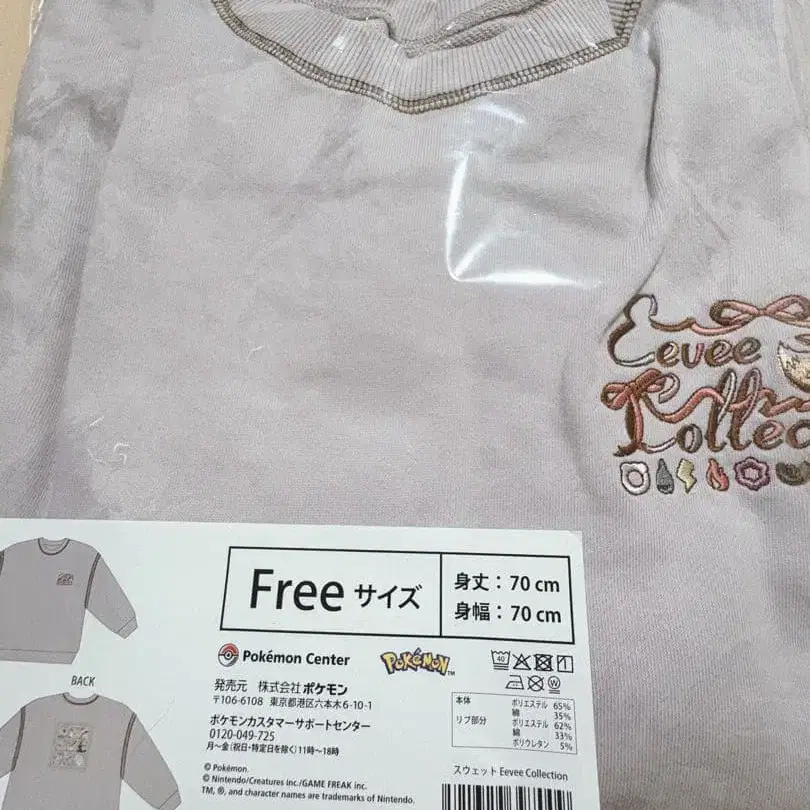 Eevee
Collec
Free サイズ
身丈：70 cm
身幅：70 cm
Pokémon Center
POKéMON™
40
発売元 株式会社ポケモン
〒106-6108 東京都港区六本木6-10-1
ポケモンカスタマーサポートセンター
0120-049-725
月～金（祝日・特定日を除く）11時～18時
本体 ポリエステル 65%
綿 35%
リブ部分 ポリエステル 62%
綿 33%
ポリウレタン 5%
BACK
© Pokémon.
© Nintendo/Creatures inc./GAME FREAK inc.
TM, ®, and character names are trademarks of Nintendo.
スウェット Eevee Collection